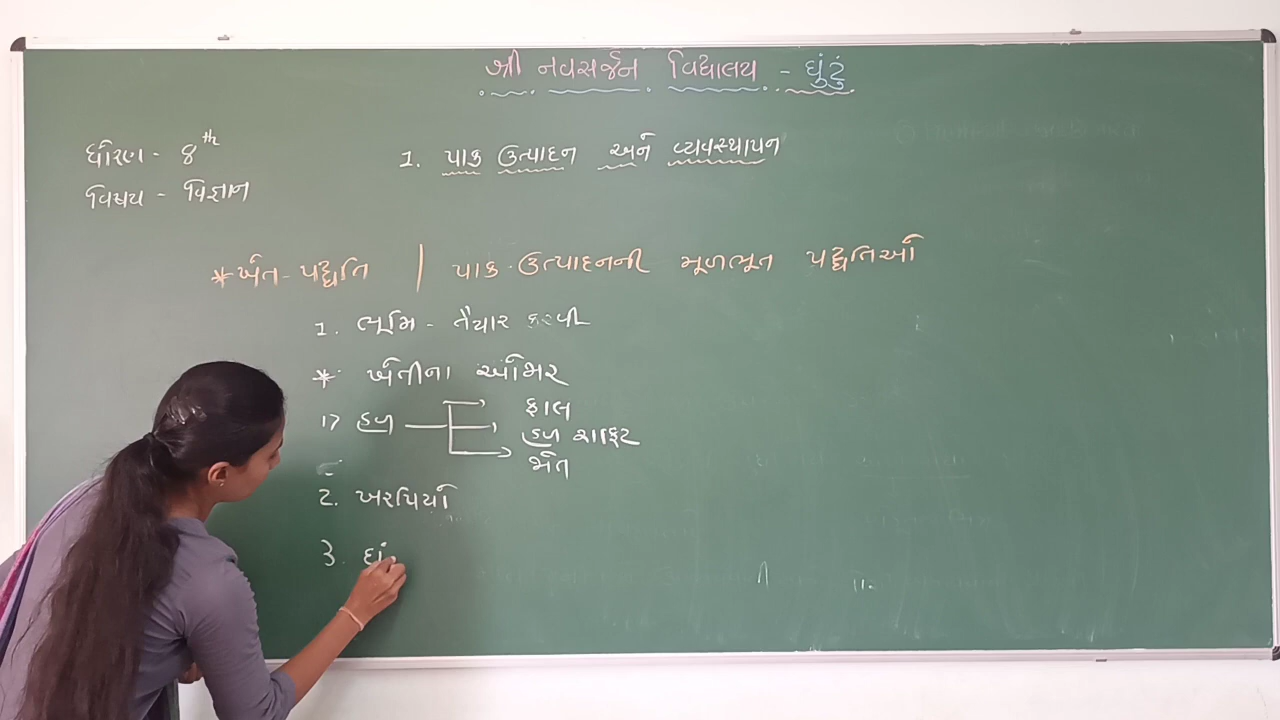 શ્રી નવસર્જન વિદ્યાલય - ઘુંટું
ધોરણ - 8th
વિષય - વિજ્ઞાન
1. પાક ઉત્પાદન અને વ્યવસ્થાપન
* ખેત - પદ્ધતિ | પાક ઉત્પાદનની મૂળભૂત પદ્ધતિઓ
1. ભૂમિ - તૈયાર કરવી
* ખેતીના ઓજાર
1) હળ
ફાલ
હળ શાફ્ટ
જોત
2. ખરપિયો
3.